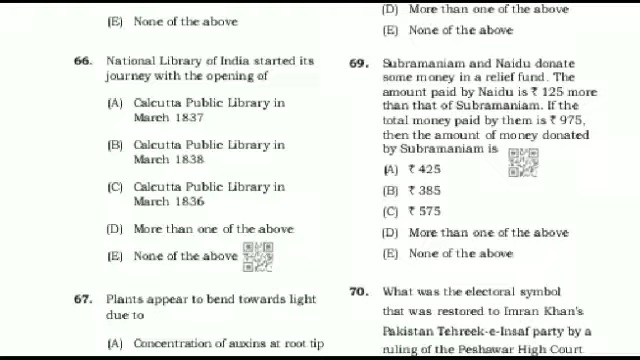 (E) None of the above
66. National Library of India started its
journey with the opening of
(A) Calcutta Public Library in
March 1837
(B) Calcutta Public Library in
March 1838
(C) Calcutta Public Library in
March 1836
(D) More than one of the above
(E) None of the above
67. Plants appear to bend towards light
due to
(A) Concentration of auxins at root tip
(D) More than one of the above
(E) None of the above
69. Subramaniam and Naidu donate
some money in a relief fund. The
amount paid by Naidu is ₹ 125 more
than that of Subramaniam. If the
total money paid by them is ₹ 975,
then the amount of money donated
by Subramaniam is
(A) ₹ 425
(B) ₹ 385
(C) ₹ 575
(D) More than one of the above
(E) None of the above
70. What was the electoral symbol
that was restored to Imran Khan's
Pakistan Tehreek-e-Insaf party by a
ruling of the Peshawar High Court